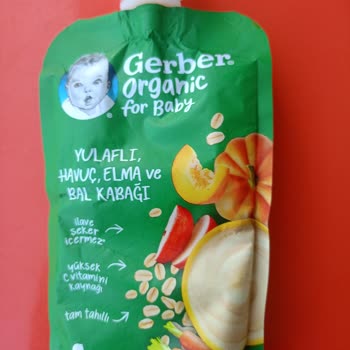 Gerber.
Organic
for Baby
YULAFLI,
HAVUÇ, ELMA ve
BAL KABAĞI
ilave
şeker
içermez*
yüksek
C vitamini
kaynağı
tam tahıllı